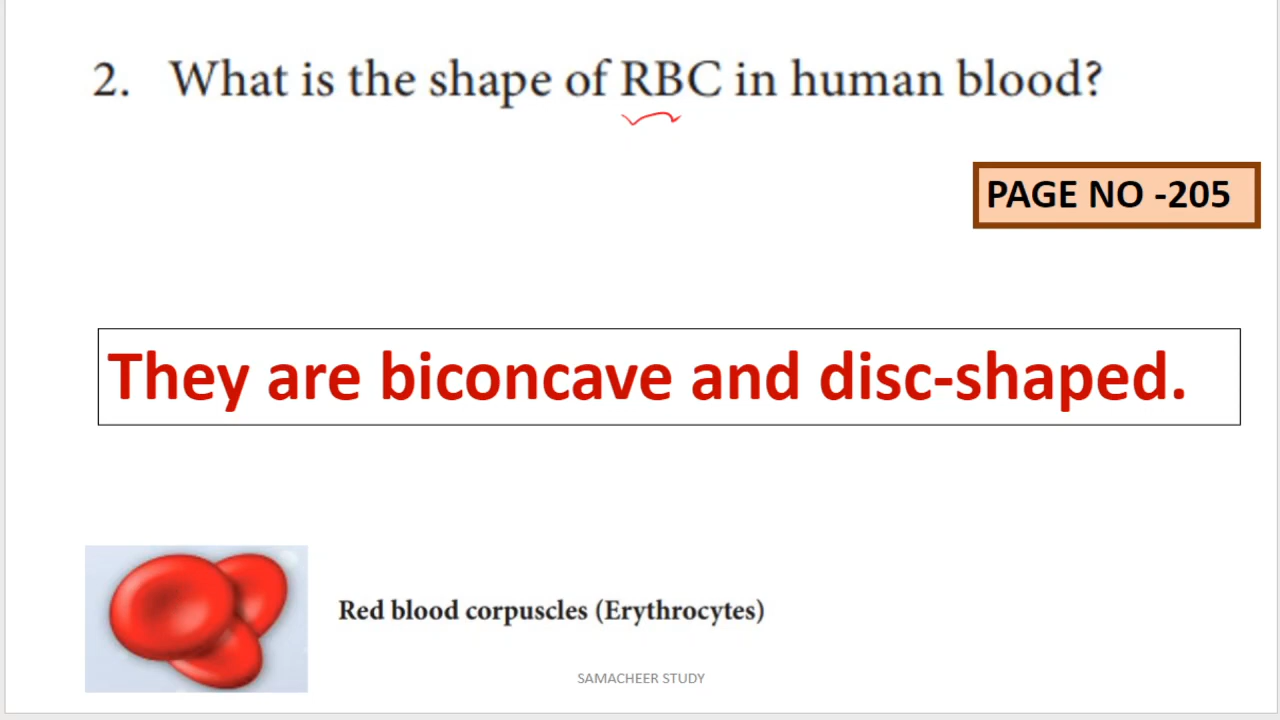 2. What is the shape of RBC in human blood?
PAGE NO -205
They are biconcave and disc-shaped.
Red blood corpuscles (Erythrocytes)
SAMACHEER STUDY